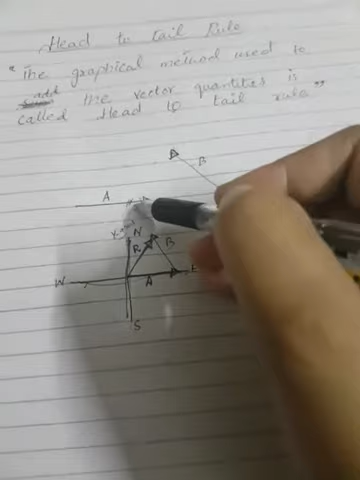 Head to tail Rule
"The graphical method used to
add the vector quantities is
called Head to tail rule"
B
A
N
R B
W A E
S